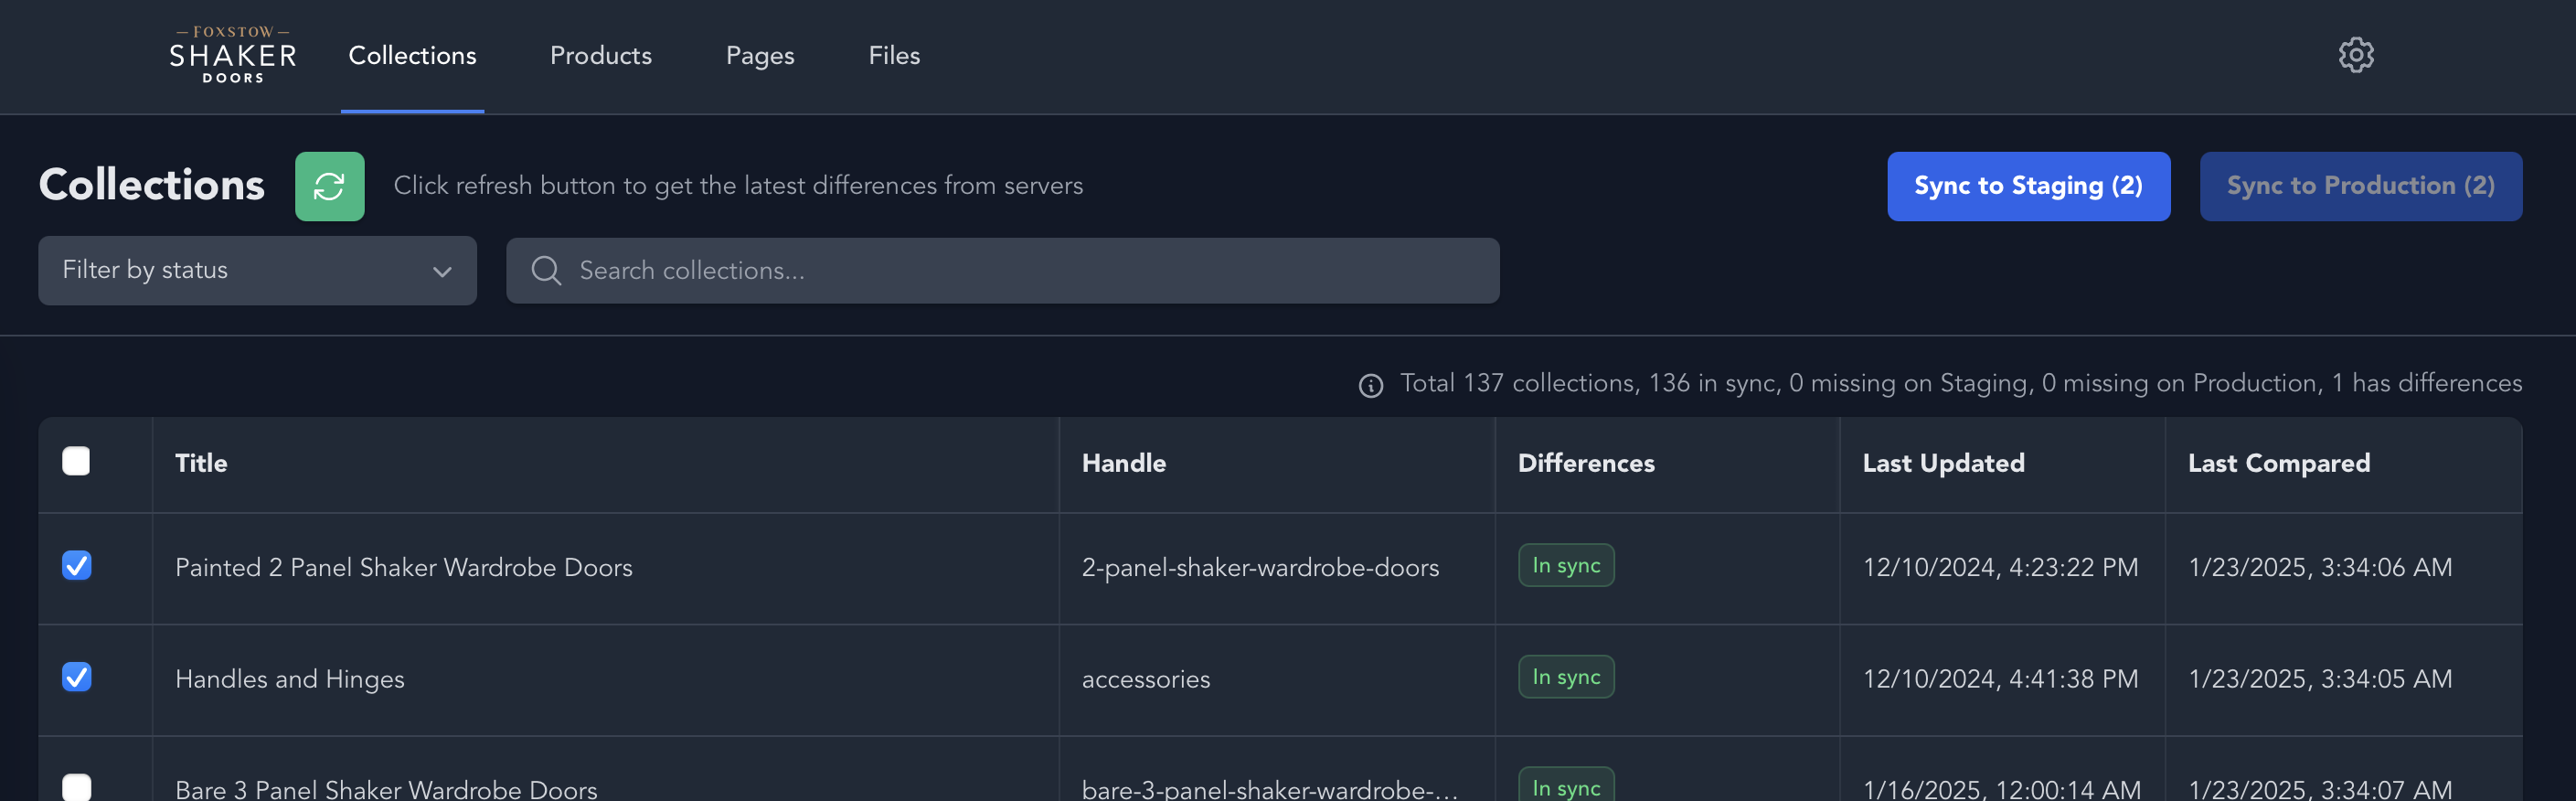 FOXSTOW
SHAKER
DOORS
Collections
Products
Pages
Files
Collections
Click refresh button to get the latest differences from servers
Sync to Staging (2)
Sync to Production (2)
Filter by status
Search collections...
Total 137 collections, 136 in sync, 0 missing on Staging, 0 missing on Production, 1 has differences
Title Handle Differences Last Updated Last Compared
Painted 2 Panel Shaker Wardrobe Doors 2-panel-shaker-wardrobe-doors In sync 12/10/2024, 4:23:22 PM 1/23/2025, 3:34:06 AM
Handles and Hinges accessories In sync 12/10/2024, 4:41:38 PM 1/23/2025, 3:34:05 AM
Bare 3 Panel Shaker Wardrobe Doors bare-3-panel-shaker-wardrobe-... In sync 1/16/2025, 12:00:14 AM 1/23/2025, 3:34:07 AM